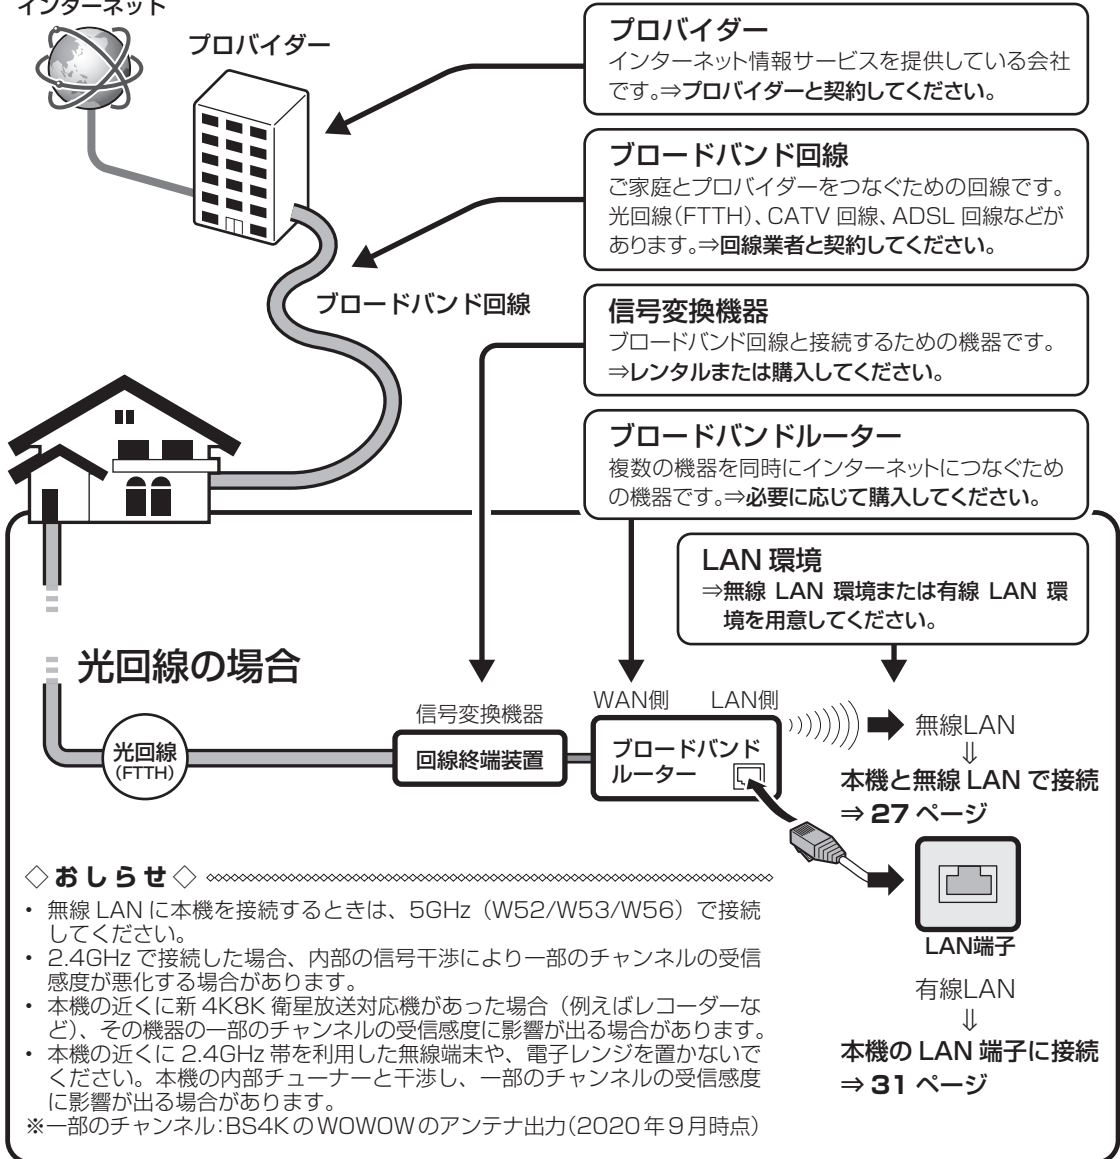 インターネット
プロバイダー
プロバイダー
インターネット情報サービスを提供している会社
です。⇒プロバイダーと契約してください。
ブロードバンド回線
ご家庭とプロバイダーをつなぐための回線です。
光回線(FTTH)、CATV 回線、ADSL 回線などが
あります。⇒回線業者と契約してください。
ブロードバンド回線
信号変換機器
ブロードバンド回線と接続するための機器です。
⇒レンタルまたは購入してください。
ブロードバンドルーター
複数の機器を同時にインターネットにつなぐため
の機器です。⇒必要に応じて購入してください。
LAN 環境
⇒無線 LAN 環境または有線 LAN 環
境を用意してください。
光回線の場合
光回線
(FTTH)
信号変換機器
回線終端装置
WAN側 LAN側
ブロードバンド
ルーター
無線LAN
⇓
本機と無線 LAN で接続
⇒ 27 ページ
LAN端子
有線LAN
⇓
本機の LAN 端子に接続
⇒ 31 ページ
◇おしらせ◇
・ 無線 LAN に本機を接続するときは、5GHz（W52/W53/W56）で接続
してください。
・ 2.4GHz で接続した場合、内部の信号干渉により一部のチャンネルの受信
感度が悪化する場合があります。
・ 本機の近くに新 4K8K 衛星放送対応機があった場合（例えばレコーダーな
ど）、その機器の一部のチャンネルの受信感度に影響が出る場合があります。
・ 本機の近くに 2.4GHz 帯を利用した無線端末や、電子レンジを置かないで
ください。本機の内部チューナーと干渉し、一部のチャンネルの受信感度
に影響が出る場合があります。
※一部のチャンネル：BS4KのWOWOWのアンテナ出力（2020年9月時点）